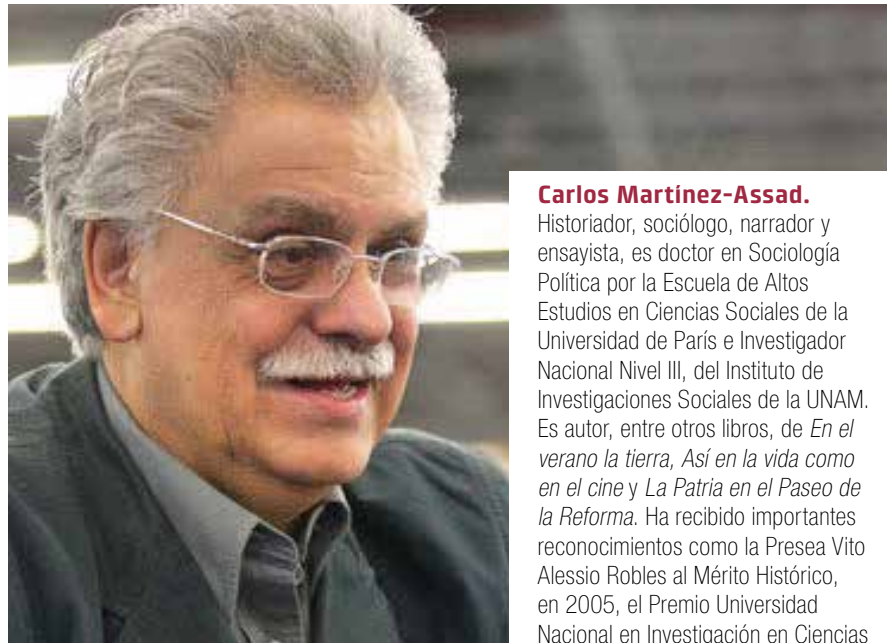 Carlos Martínez-Assad.
Historiador, sociólogo, narrador y
ensayista, es doctor en Sociología
Política por la Escuela de Altos
Estudios en Ciencias Sociales de la
Universidad de París e Investigador
Nacional Nivel III, del Instituto de
Investigaciones Sociales de la UNAM.
Es autor, entre otros libros, de En el
verano la tierra, Así en la vida como
en el cine y La Patria en el Paseo de
la Reforma. Ha recibido importantes
reconocimientos como la Presea Vito
Alessio Robles al Mérito Histórico,
en 2005, el Premio Universidad
Nacional en Investigación en Ciencias